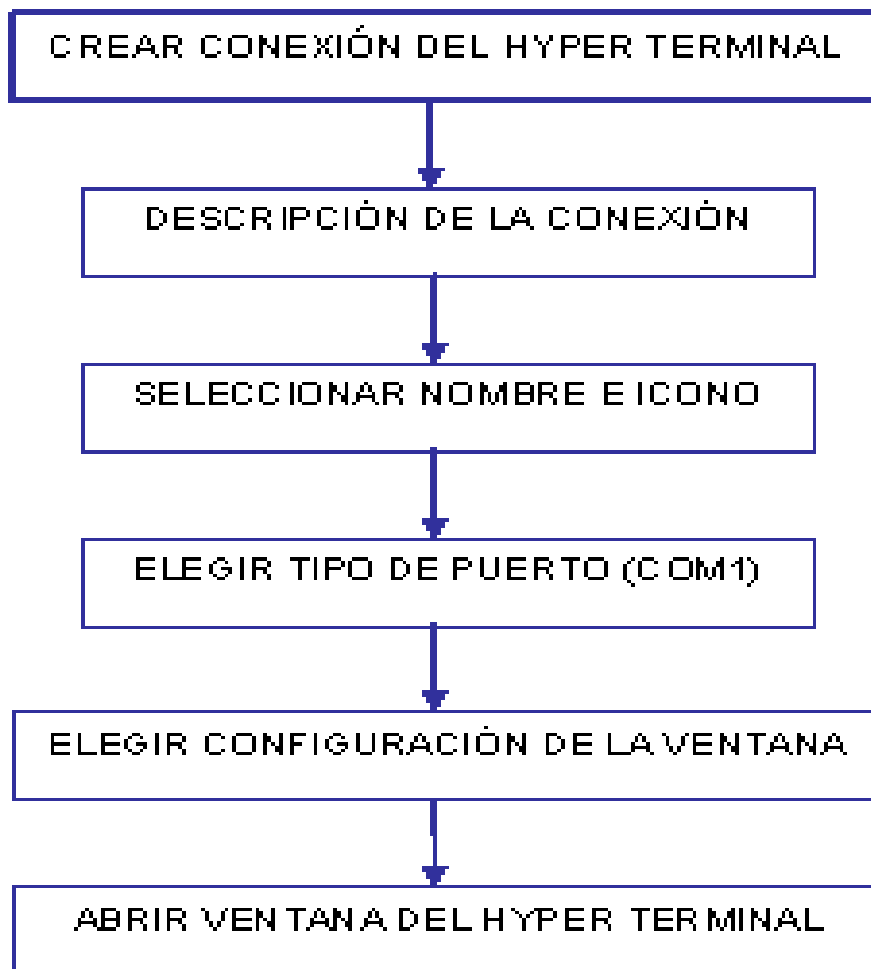 CREAR CONEXIÓN DEL HYPER TERMINAL
DESCRIPCIÓN DE LA CONEXIÓN
SELECCIONAR NOMBRE E ICONO
ELEGIR TIPO DE PUERTO (COM1)
ELEGIR CONFIGURACIÓN DE LA VENTANA
ABRIR VENTANA DEL HYPER TERMINAL